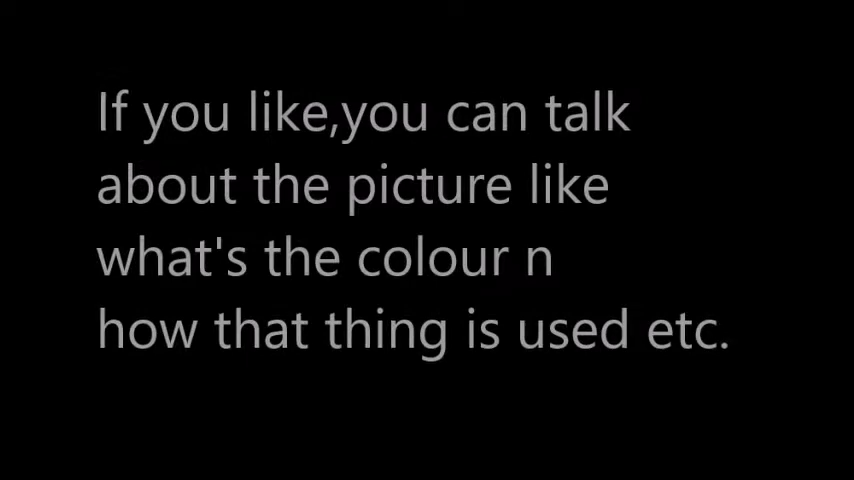 If you like,you can talk
about the picture like
what's the colour n
how that thing is used etc.